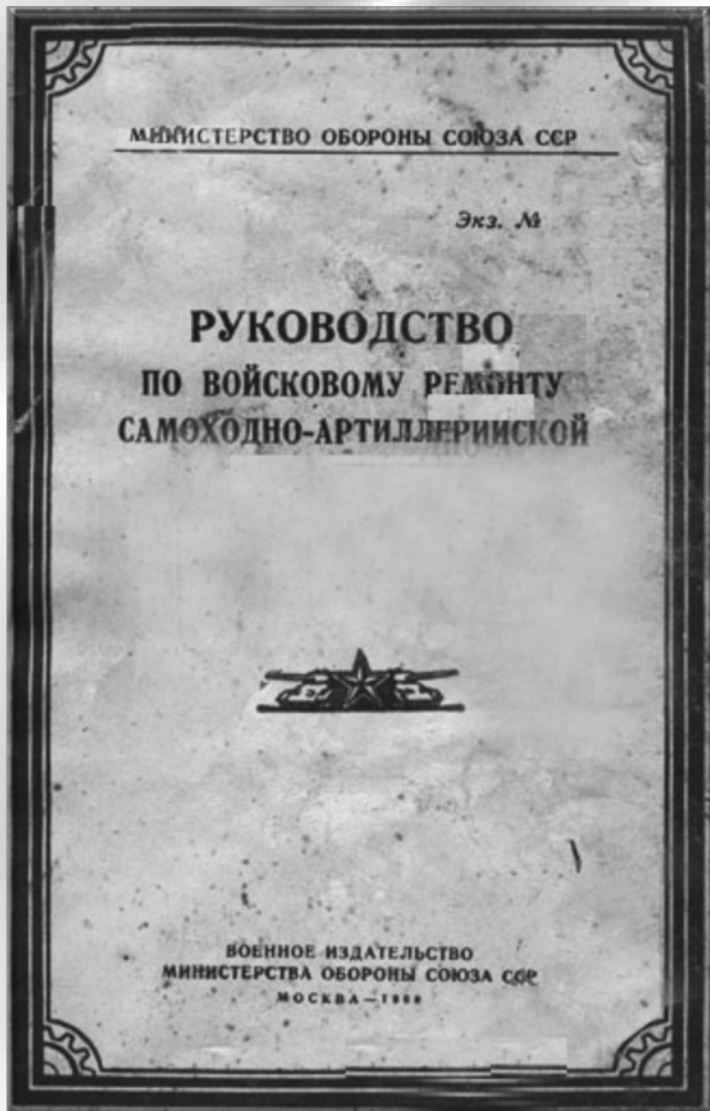 МИНИСТЕРСТВО ОБОРОНЫ СОЮЗА ССР
Экз. №
РУКОВОДСТВО
ПО ВОЙСКОВОМУ РЕМОНТУ
САМОХОДНО-АРТИЛЛЕРИЙСКОЙ
ВОЕННОЕ ИЗДАТЕЛЬСТВО
МИНИСТЕРСТВА ОБОРОНЫ СОЮЗА ССР
МОСКВА —